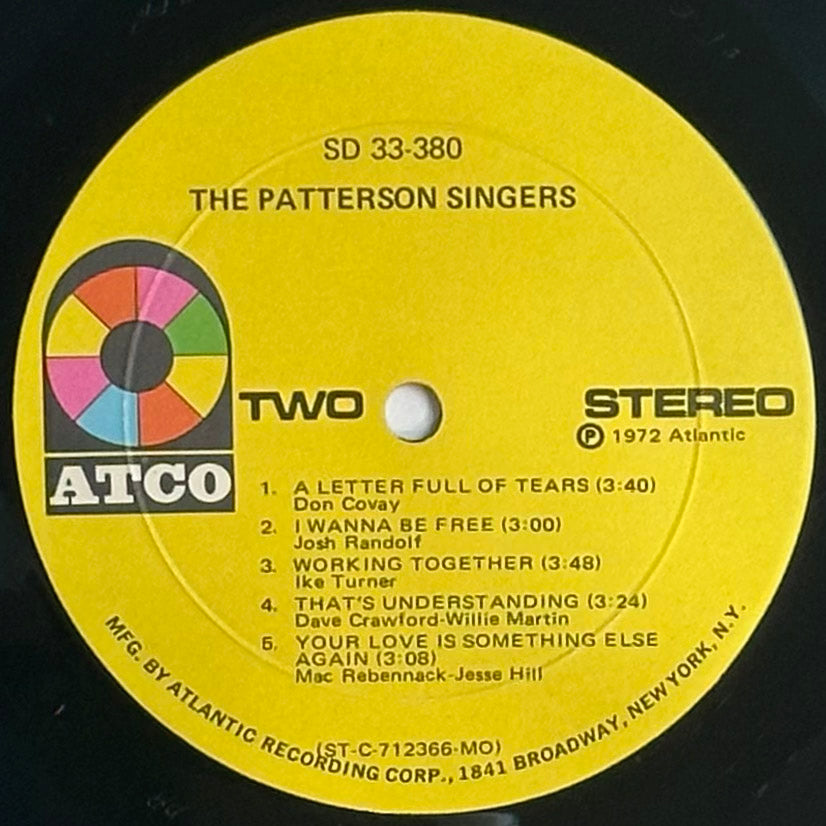 SD 33-380
THE PATTERSON SINGERS
ATCO
TWO
STEREO
Ⓟ 1972 Atlantic
1. A LETTER FULL OF TEARS (3:40)
Don Covay
2. I WANNA BE FREE (3:00)
Josh Randolf
3. WORKING TOGETHER (3:48)
Ike Turner
4. THAT'S UNDERSTANDING (3:24)
Dave Crawford-Willie Martin
5. YOUR LOVE IS SOMETHING ELSE
AGAIN (3:08)
Mac Rebennack-Jesse Hill
(ST-C-712366-MO)
MFG. BY ATLANTIC RECORDING CORP., 1841 BROADWAY, NEW YORK, N.Y.